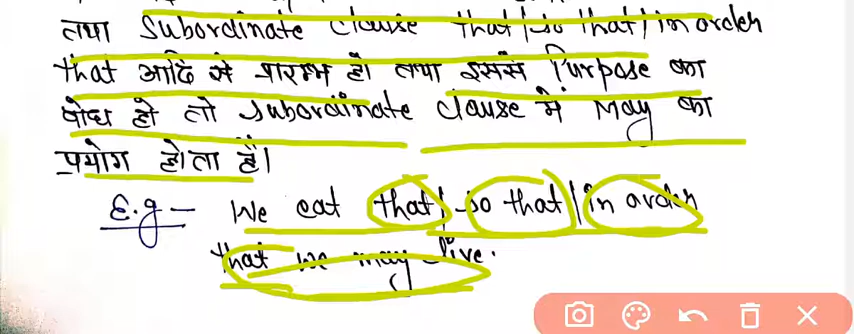 तथा Subordinate clause that / so that / in order
that आदि से प्रारम्भ हो तथा इससे Purpose का
बोध हो तो subordinate clause में May का
प्रयोग होता है।
E.g – We eat that / so that / in order
that we may live.